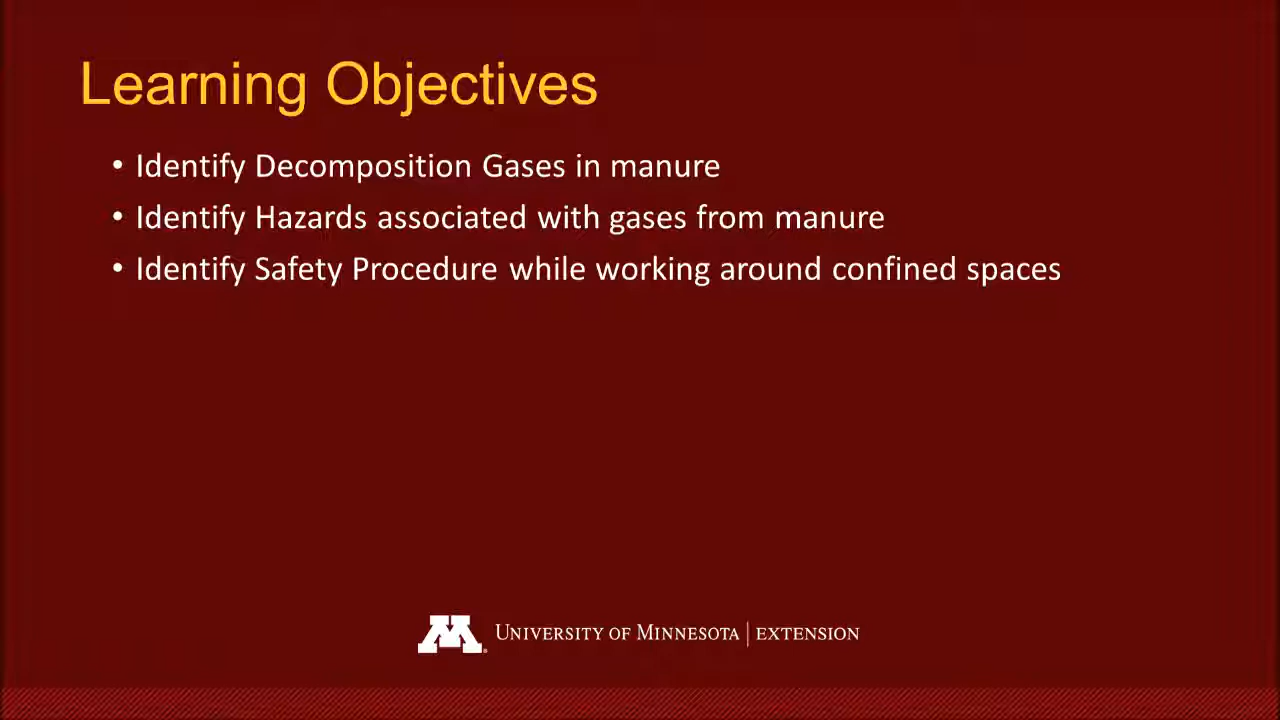 Learning Objectives
• Identify Decomposition Gases in manure
• Identify Hazards associated with gases from manure
• Identify Safety Procedure while working around confined spaces
M UNIVERSITY OF MINNESOTA | EXTENSION